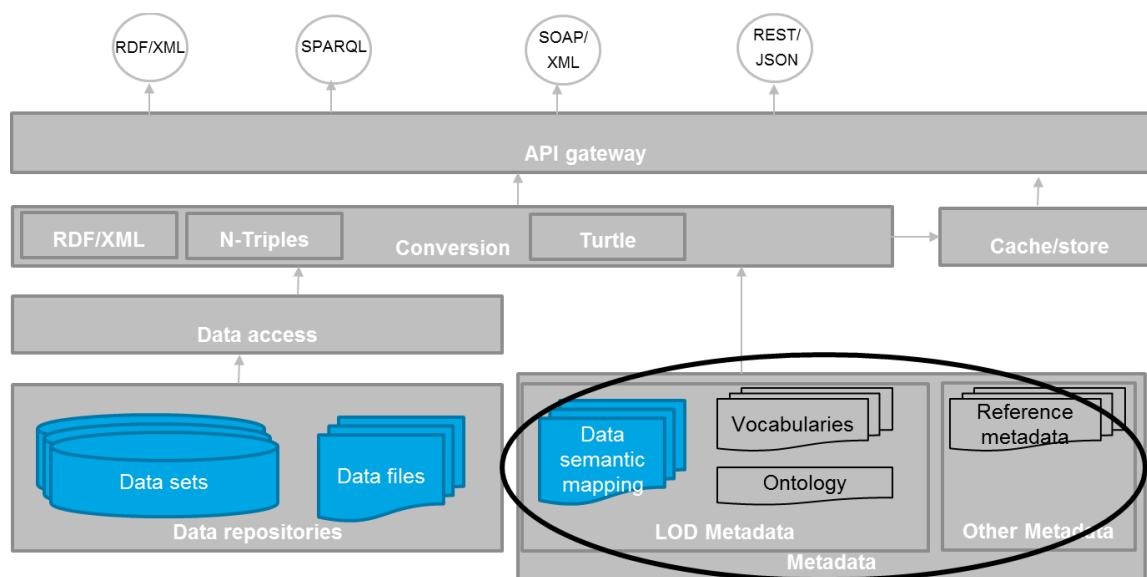 RDF/XML
SPARQL
SOAP/
XML
REST/
JSON
API gateway
RDF/XML
N-Triples
Conversion
Turtle
Cache/store
Data access
Data sets
Data files
Data repositories
Data
semantic
mapping
Vocabularies
Ontology
LOD Metadata
Reference
metadata
Other Metadata
Metadata